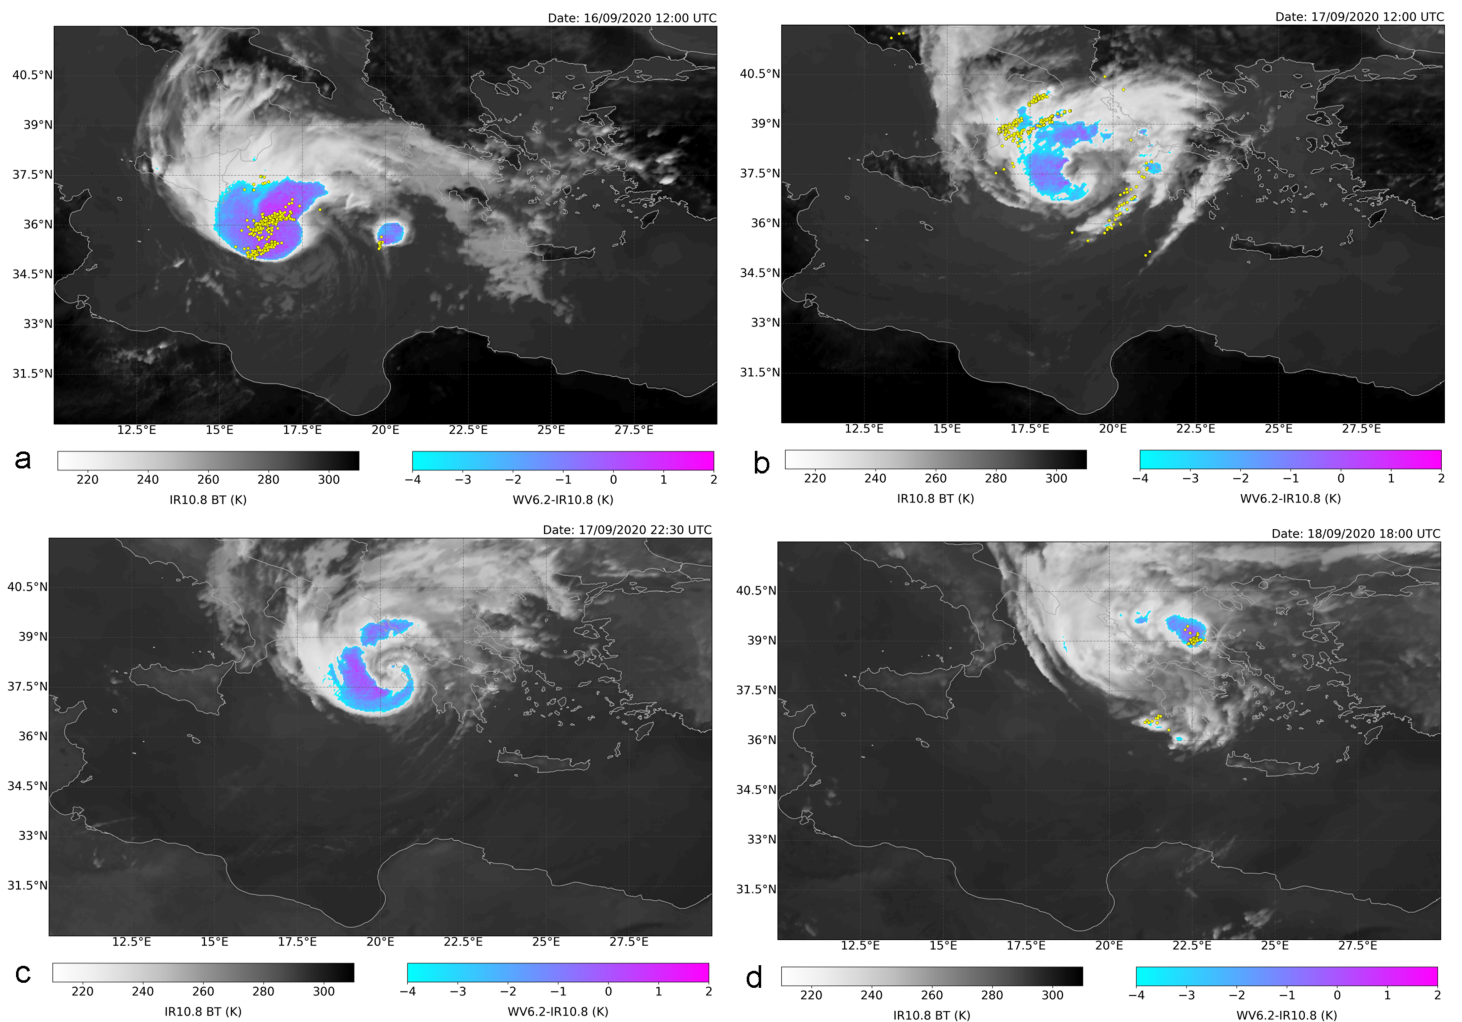 Date: 16/09/2020 12:00 UTC
40.5°N
39°N
37.5°N
36°N
34.5°N
33°N
31.5°N
12.5°E 15°E 17.5°E 20°E 22.5°E 25°E 27.5°E
a
220 240 260 280 300
IR10.8 BT (K)
−4 −3 −2 −1 0 1 2
WV6.2-IR10.8 (K)
Date: 17/09/2020 12:00 UTC
40.5°N
39°N
37.5°N
36°N
34.5°N
33°N
31.5°N
12.5°E 15°E 17.5°E 20°E 22.5°E 25°E 27.5°E
b
220 240 260 280 300
IR10.8 BT (K)
−4 −3 −2 −1 0 1 2
WV6.2-IR10.8 (K)
Date: 17/09/2020 22:30 UTC
40.5°N
39°N
37.5°N
36°N
34.5°N
33°N
31.5°N
12.5°E 15°E 17.5°E 20°E 22.5°E 25°E 27.5°E
c
220 240 260 280 300
IR10.8 BT (K)
−4 −3 −2 −1 0 1 2
WV6.2-IR10.8 (K)
Date: 18/09/2020 18:00 UTC
40.5°N
39°N
37.5°N
36°N
34.5°N
33°N
31.5°N
12.5°E 15°E 17.5°E 20°E 22.5°E 25°E 27.5°E
d
220 240 260 280 300
IR10.8 BT (K)
−4 −3 −2 −1 0 1 2
WV6.2-IR10.8 (K)